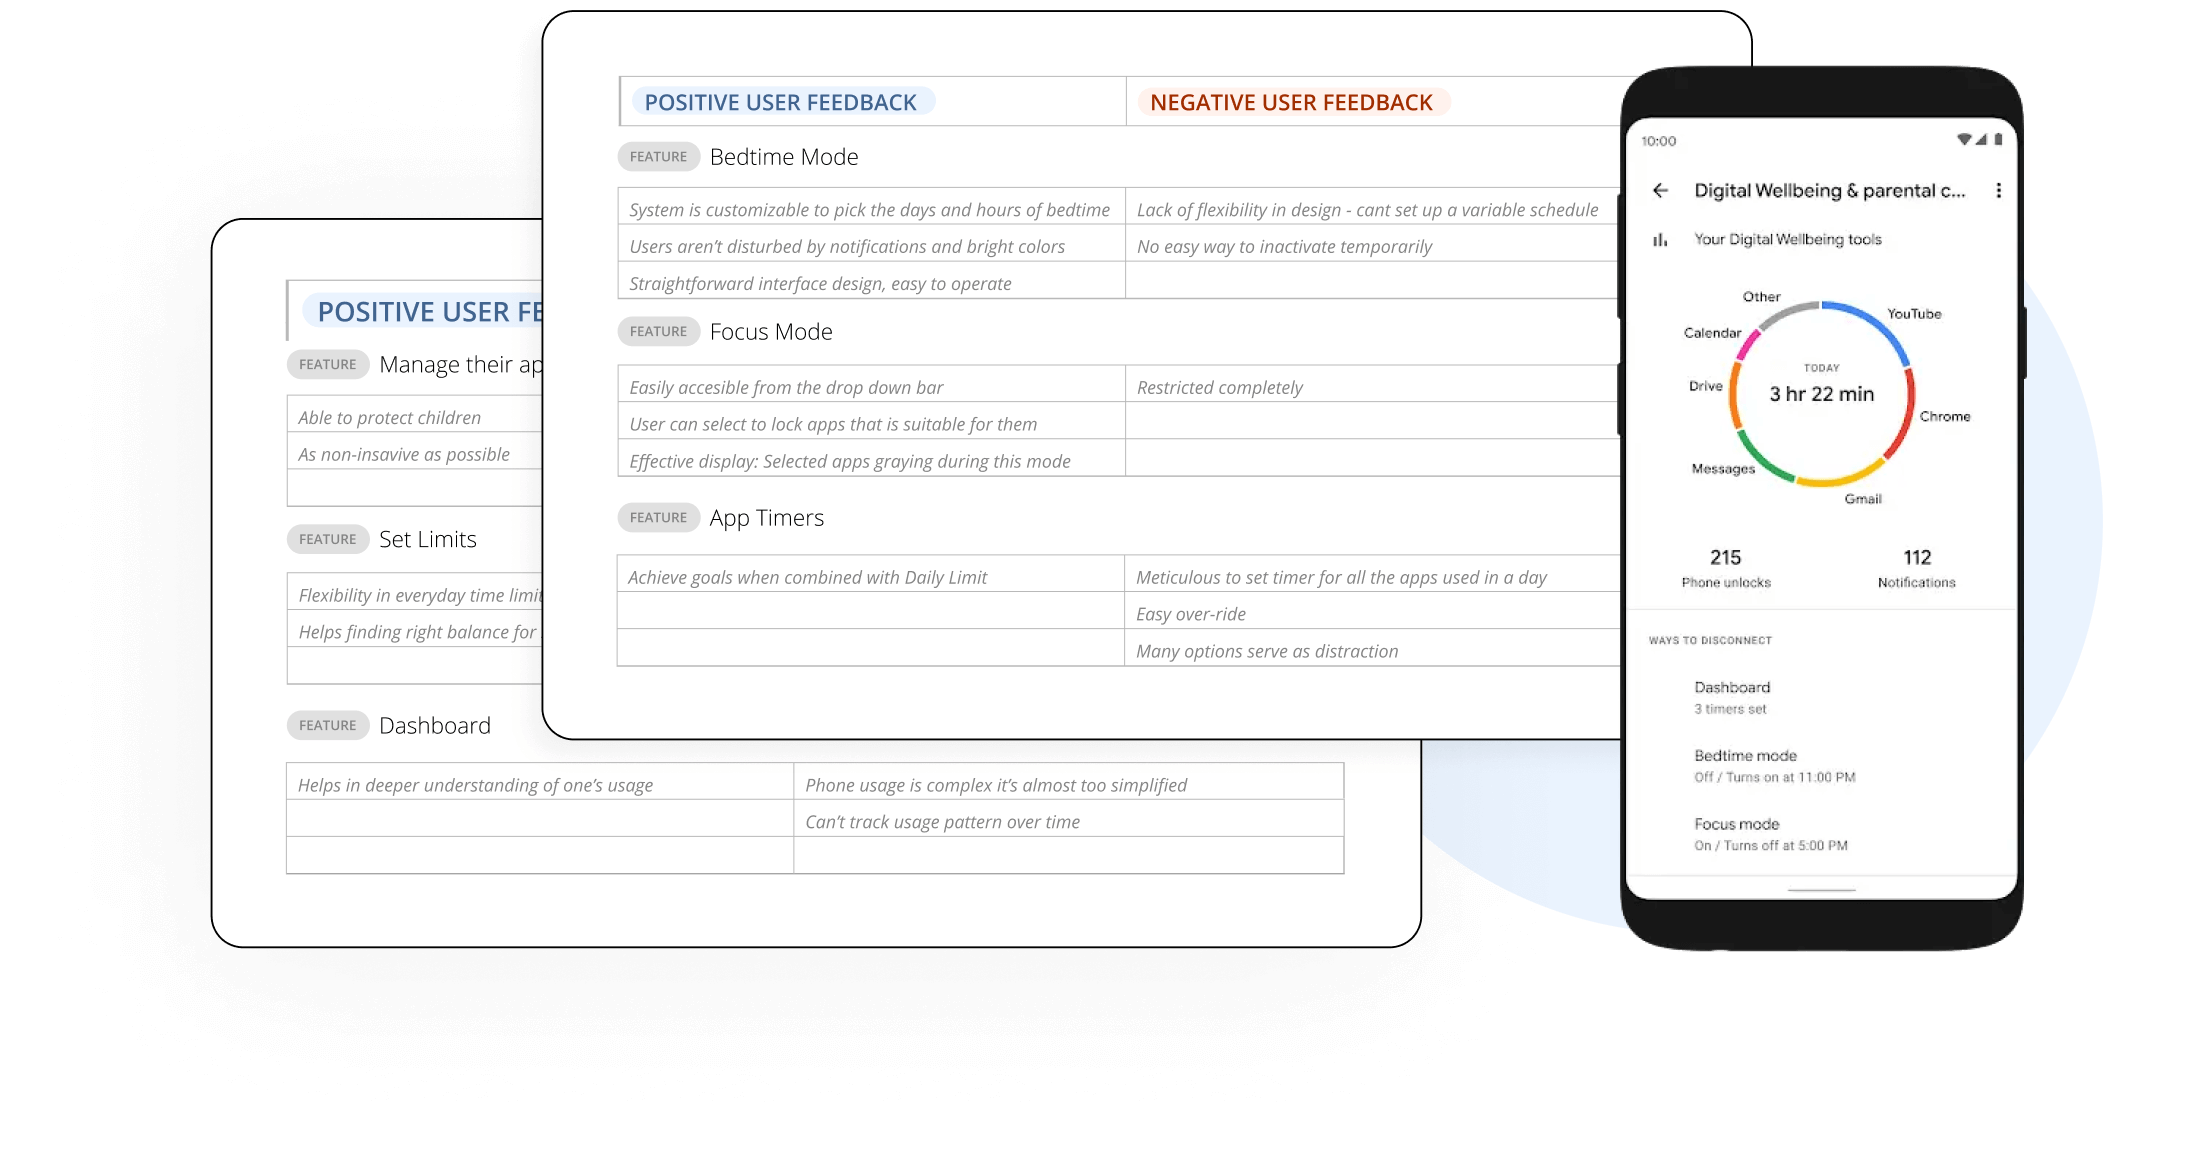 POSITIVE USER FEEDBACK
NEGATIVE USER FEEDBACK
FEATURE Bedtime Mode
System is customizable to pick the days and hours of bedtime
Lack of flexibility in design - cant set up a variable schedule
Users aren't disturbed by notifications and bright colors
No easy way to inactivate temporarily
Straightforward interface design, easy to operate
FEATURE Focus Mode
Easily accesible from the drop down bar
Restricted completely
User can select to lock apps that is suitable for them
Effective display: Selected apps graying during this mode
FEATURE App Timers
Achieve goals when combined with Daily Limit
Meticulous to set timer for all the apps used in a day
Easy over-ride
Many options serve as distraction
POSITIVE USER
FEATURE Manage their
Able to protect children
As non-insavive as possible
FEATURE Set Limits
Flexibility in everyday time
Helps finding right balance for
FEATURE Dashboard
Helps in deeper understanding of one's usage
Phone usage is complex it's almost too simplified
Can't track usage pattern over time
10:00
Digital Wellbeing & parental c...
Your Digital Wellbeing tools
Other
YouTube
Calendar
TODAY
Drive
3 hr 22 min
Chrome
Messages
Gmail
215
112
Phone unlocks
Notifications
WAYS TO DISCONNECT
Dashboard
3 timers set
Bedtime mode
Off / Turns on at 11:00 PM
Focus mode
On / Turns off at 5:00 PM